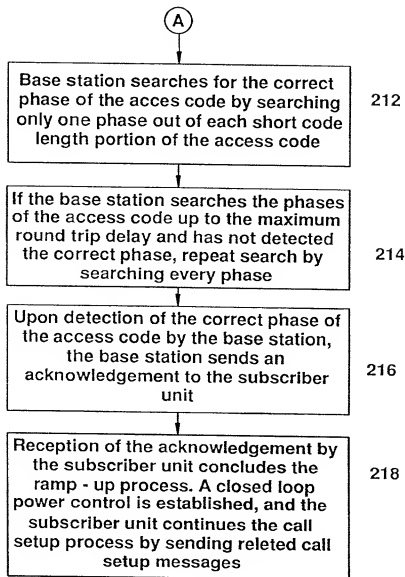 A
Base station searches for the correct
phase of the acces code by searching
only one phase out of each short code
length portion of the access code
212
If the base station searches the phases
of the access code up to the maximum
round trip delay and has not detected
the correct phase, repeat search by
searching every phase
214
Upon detection of the correct phase of
the access code by the base station,
the base station sends an
acknowledgement to the subscriber
unit
216
Reception of the acknowledgement by
the subscriber unit concludes the
ramp - up process. A closed loop
power control is established, and the
subscriber unit continues the call
setup process by sending releted call
setup messages
218